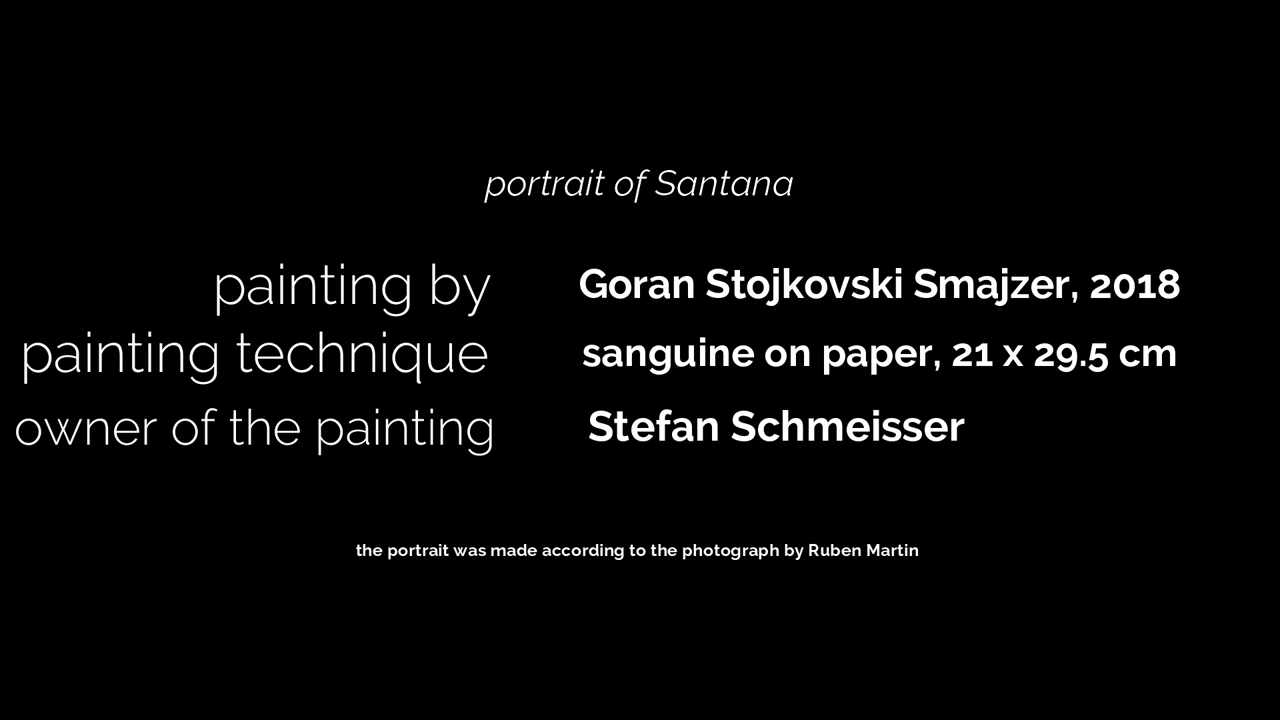 portrait of Santana
painting by Goran Stojkovski Smajzer, 2018
painting technique sanguine on paper, 21 x 29.5 cm
owner of the painting Stefan Schmeisser
the portrait was made according to the photograph by Ruben Martin